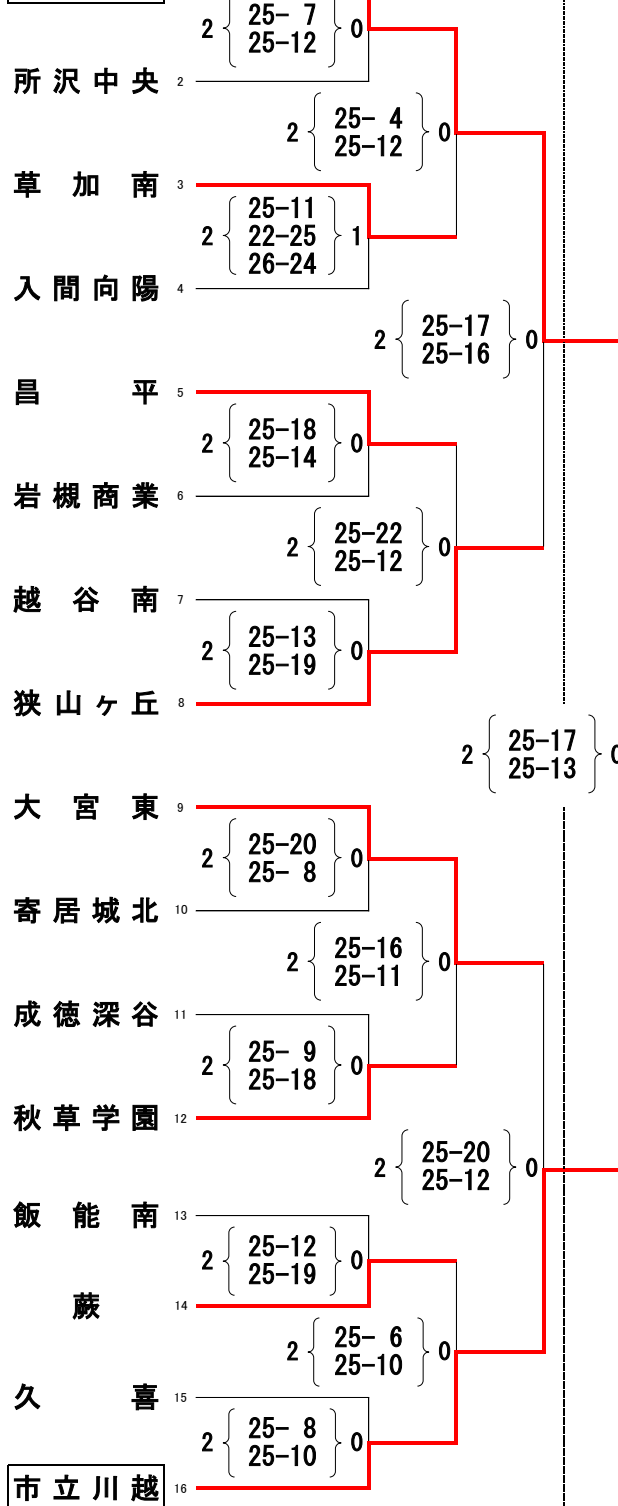 2 25- 7 0
25-12
所沢中央 2
2 25- 4 0
25-12
草加南 3
25-11
2 22-25 1
26-24
入間向陽 4
2 25-17 0
25-16
昌平 5
2 25-18 0
25-14
岩槻商業 6
2 25-22 0
25-12
越谷南 7
2 25-13 0
25-19
狭山ヶ丘 8
2 25-17 0
25-13
大宮東 9
2 25-20 0
25- 8
寄居城北 10
2 25-16 0
25-11
成徳深谷 11
2 25- 9 0
25-18
秋草学園 12
2 25-20 0
25-12
飯能南 13
2 25-12 0
25-19
蕨 14
2 25- 6 0
25-10
久喜 15
2 25- 8 0
25-10
市立川越 16